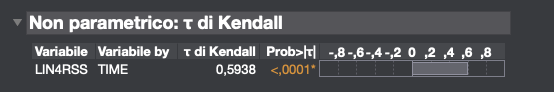 Non parametrico: τ di Kendall
Variabile Variabile by τ di Kendall Prob>|τ| -,8 -,6 -,4 -,2 0 ,2 ,4 ,6 ,8
LIN4RSS TIME 0,5938 <,0001*